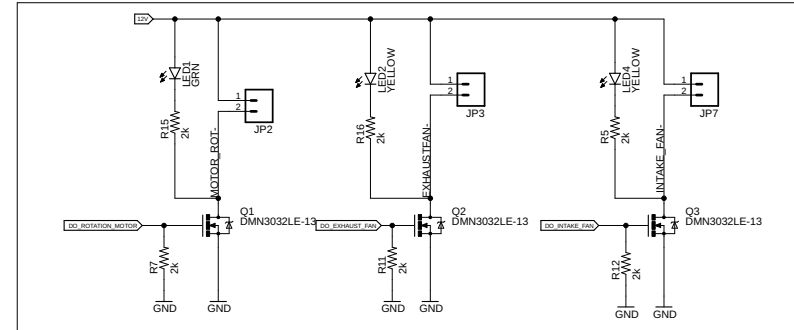 12V
LED1
GRN
R15
2k
1
2
JP2
MOTOR_ROT-
Q1
DMN3032LE-13
DO_ROTATION_MOTOR
R7
2k
GND
GND
LED2
YELLOW
R16
2k
1
2
JP3
EXHAUSTFAN-
Q2
DMN3032LE-13
DO_EXHAUST_FAN
R11
2k
GND
GND
LED4
YELLOW
R5
2k
1
2
JP7
INTAKE_FAN-
Q3
DMN3032LE-13
DO_INTAKE_FAN
R12
2k
GND
GND